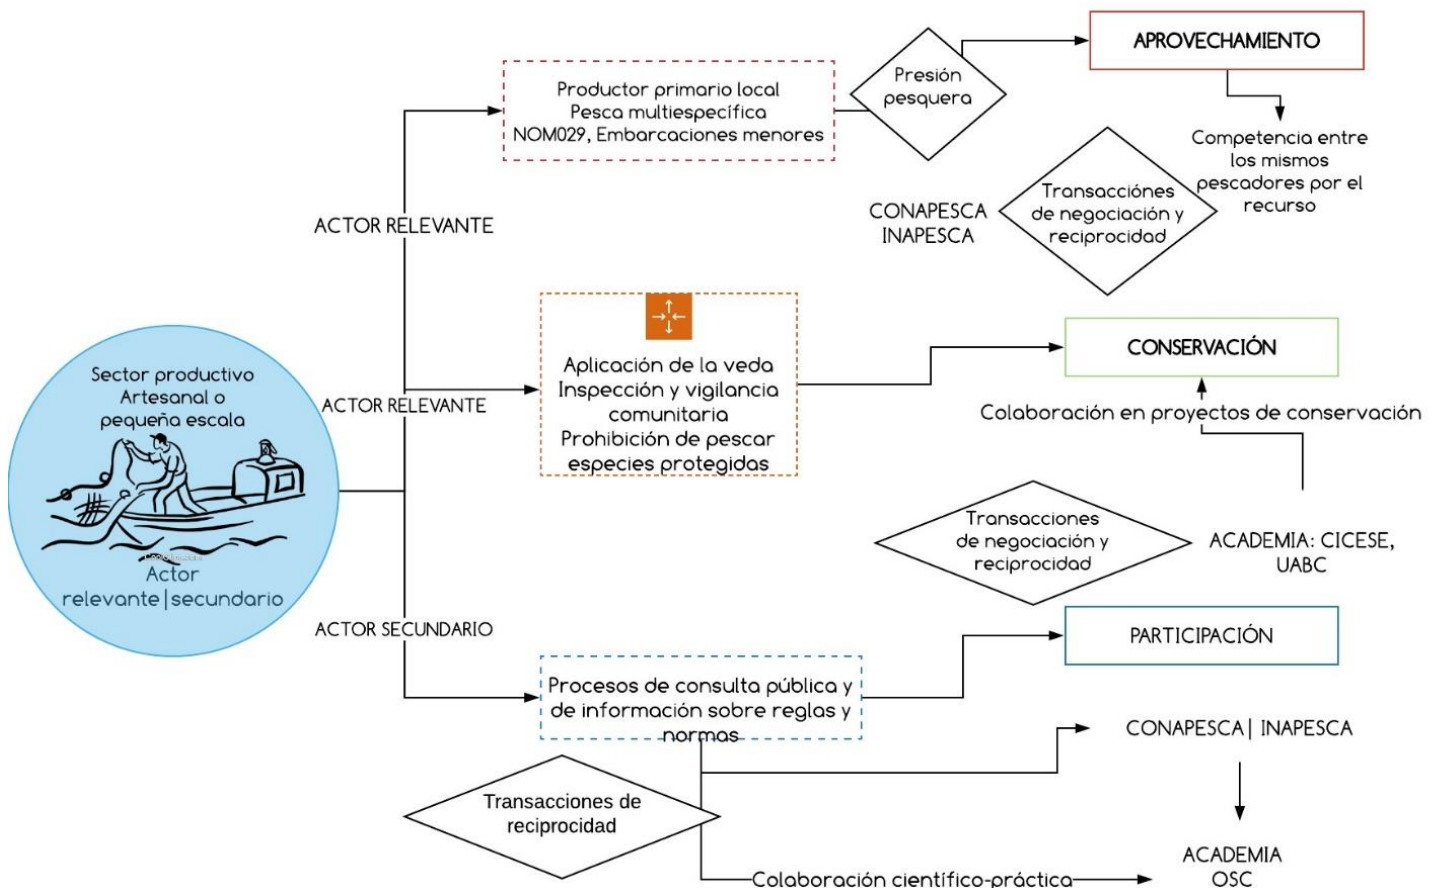 APROVECHAMIENTO
Productor primario local
Pesca multiespecífica
NOM029, Embarcaciones menores
Presión
pesquera
Competencia entre
los mismos
pescadores por el
recurso
CONAPESCA
INAPESCA
Transacciónes
de negociación y
reciprocidad
ACTOR RELEVANTE
Sector productivo
Artesanal o
pequeña escala
Actor
relevante|secundario
ACTOR RELEVANTE
Aplicación de la veda
Inspección y vigilancia
comunitaria
Prohibición de pescar
especies protegidas
CONSERVACIÓN
Colaboración en proyectos de conservación
Transacciones
de negociación y
reciprocidad
ACADEMIA: CICESE,
UABC
ACTOR SECUNDARIO
Procesos de consulta pública y
de información sobre reglas y
normas
PARTICIPACIÓN
CONAPESCA| INAPESCA
Transacciones de
reciprocidad
Colaboración científico-práctica
ACADEMIA
OSC